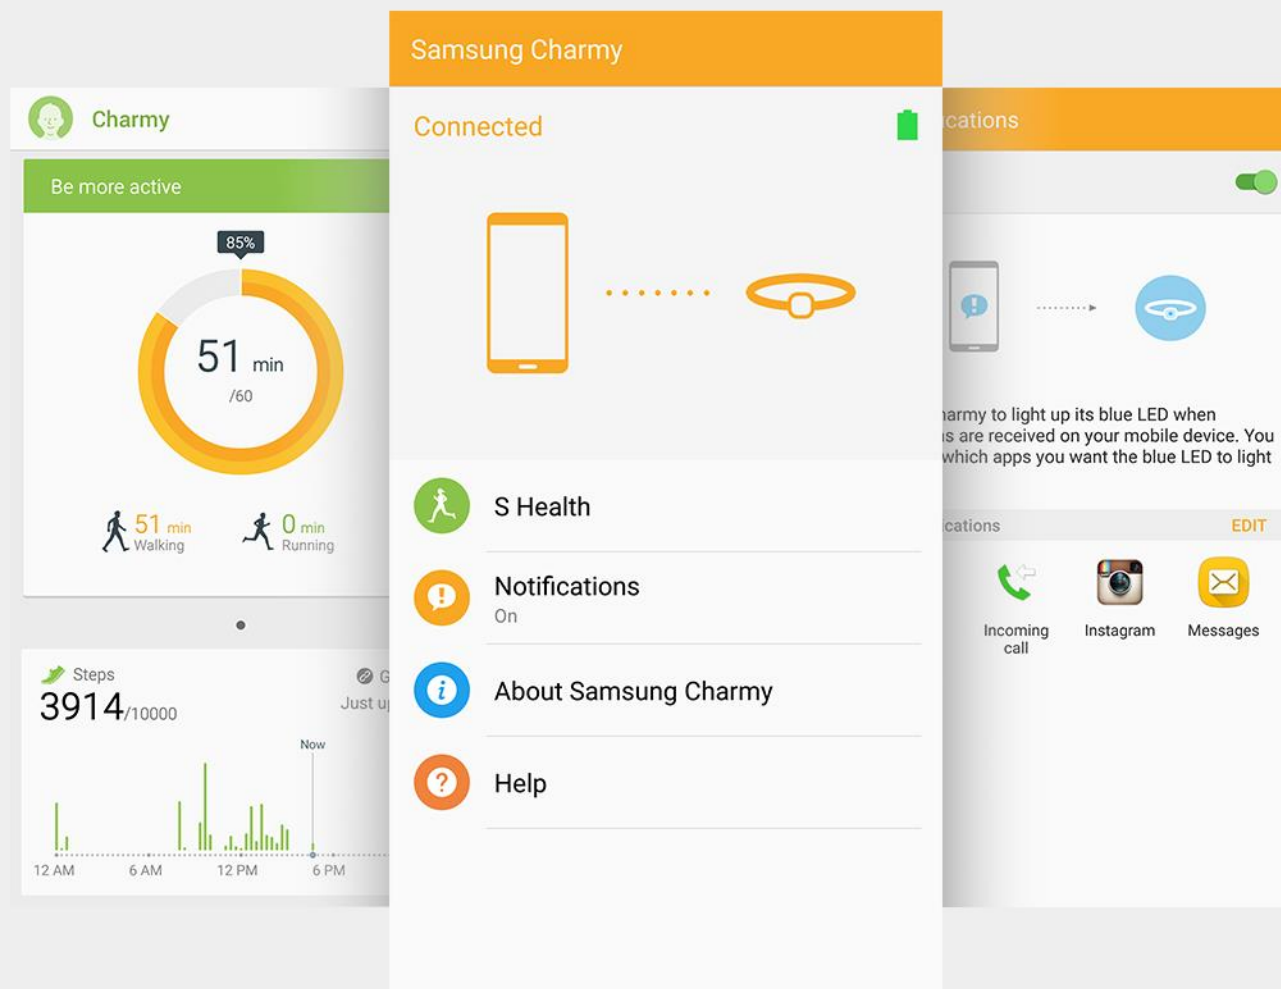 Charmy
Be more active
85%
51 min
/60
51 min
Walking
0 min
Running
Steps
3914/10000
G
Just
Now
12 AM 6 AM 12 PM 6 PM
Samsung Charmy
Connected
S Health
Notifications
On
About Samsung Charmy
Help
cations
army to light up its blue LED when
s are received on your mobile device. You
which apps you want the blue LED to light
cations EDIT
Incoming
call
Instagram
Messages